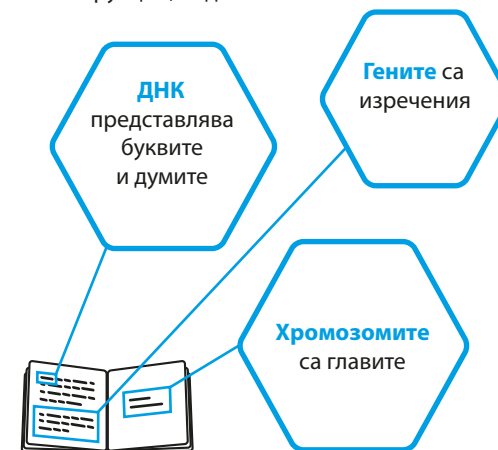 ДНК
представлява
буквите
и думите
Гените са
изречения
Хромозомите
са главите